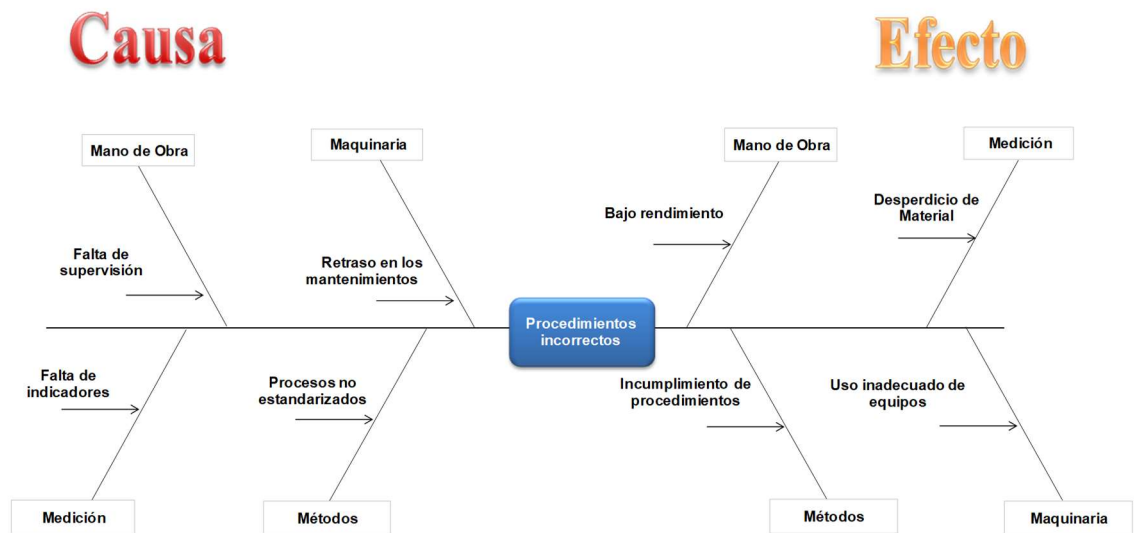 Causa
Efecto
Mano de Obra
Maquinaria
Mano de Obra
Medición
Falta de
supervisión
Retraso en los
mantenimientos
Bajo rendimiento
Desperdicio de
Material
Procedimientos
incorrectos
Falta de
indicadores
Procesos no
estandarizados
Incumplimiento de
procedimientos
Uso inadecuado de
equipos
Medición
Métodos
Métodos
Maquinaria